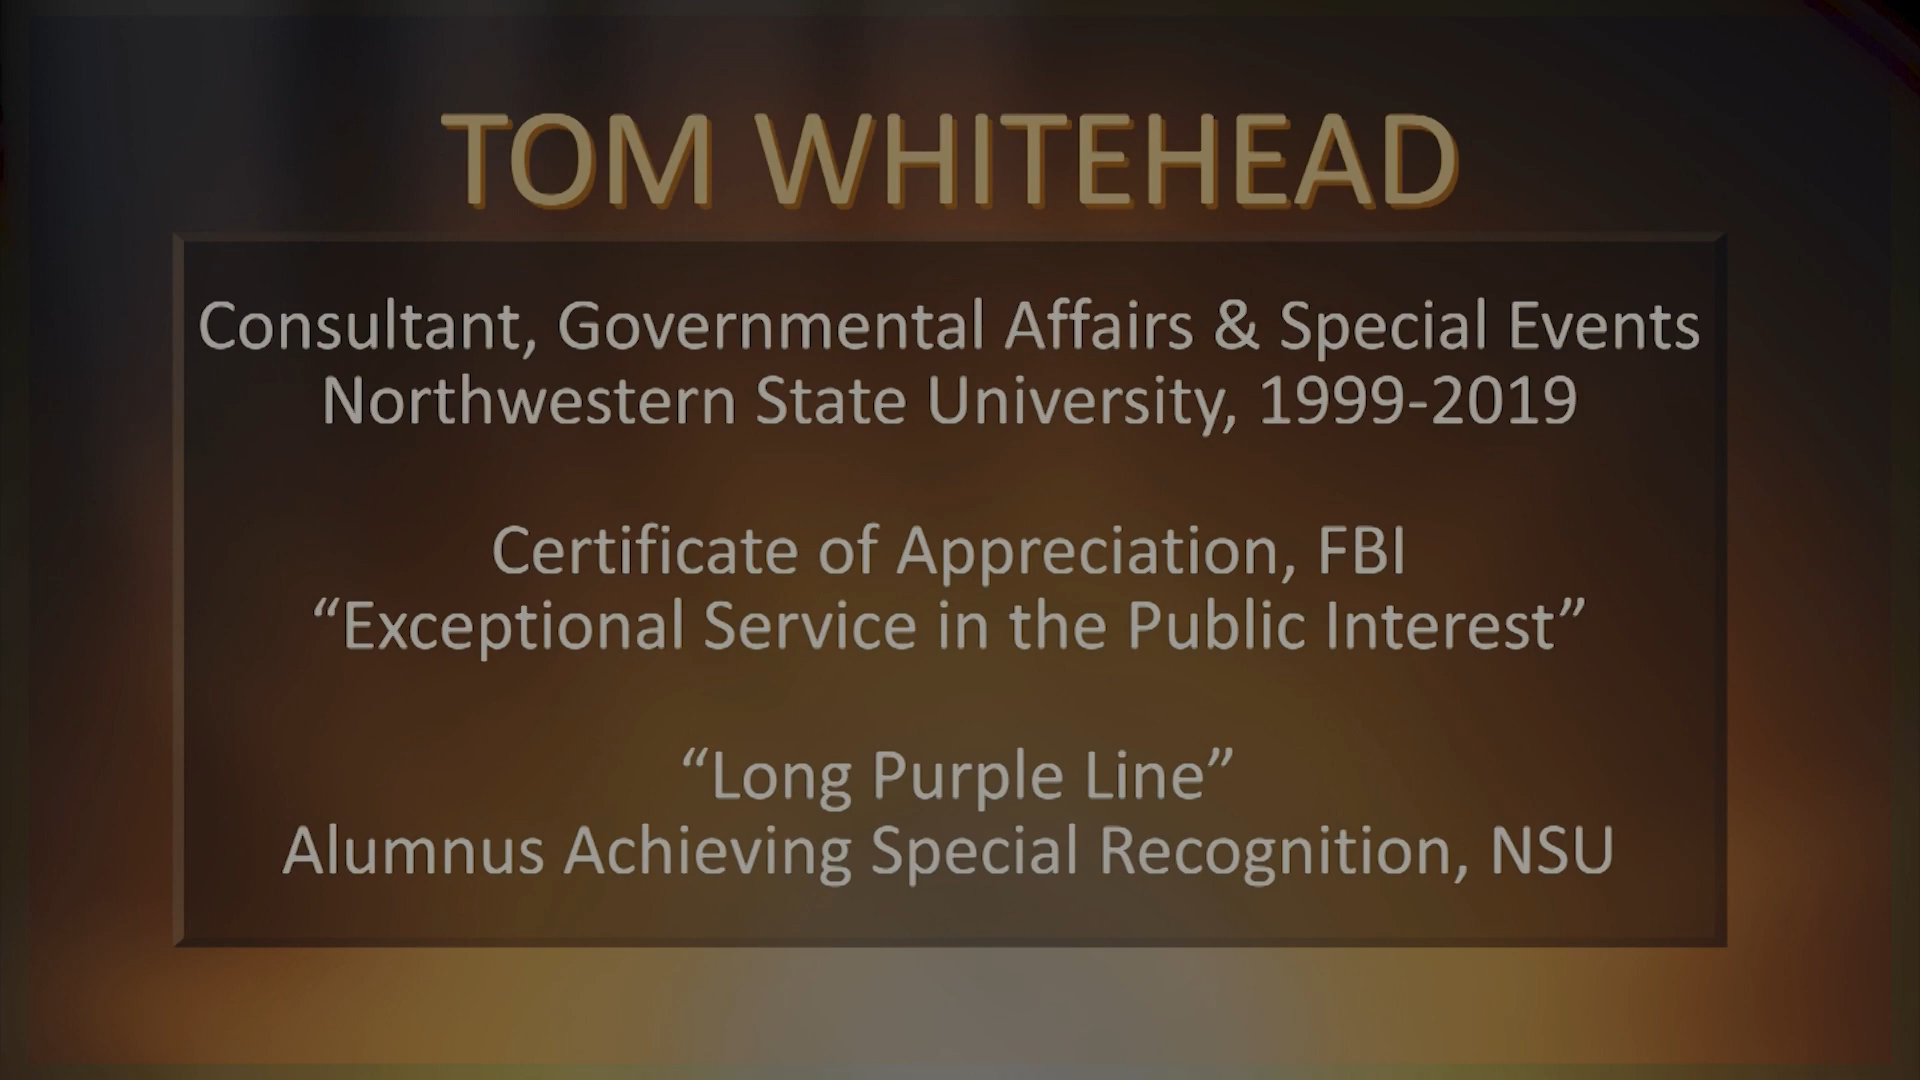 TOM WHITEHEAD
Consultant, Governmental Affairs & Special Events
Northwestern State University, 1999-2019
Certificate of Appreciation, FBI
“Exceptional Service in the Public Interest”
“Long Purple Line”
Alumnus Achieving Special Recognition, NSU